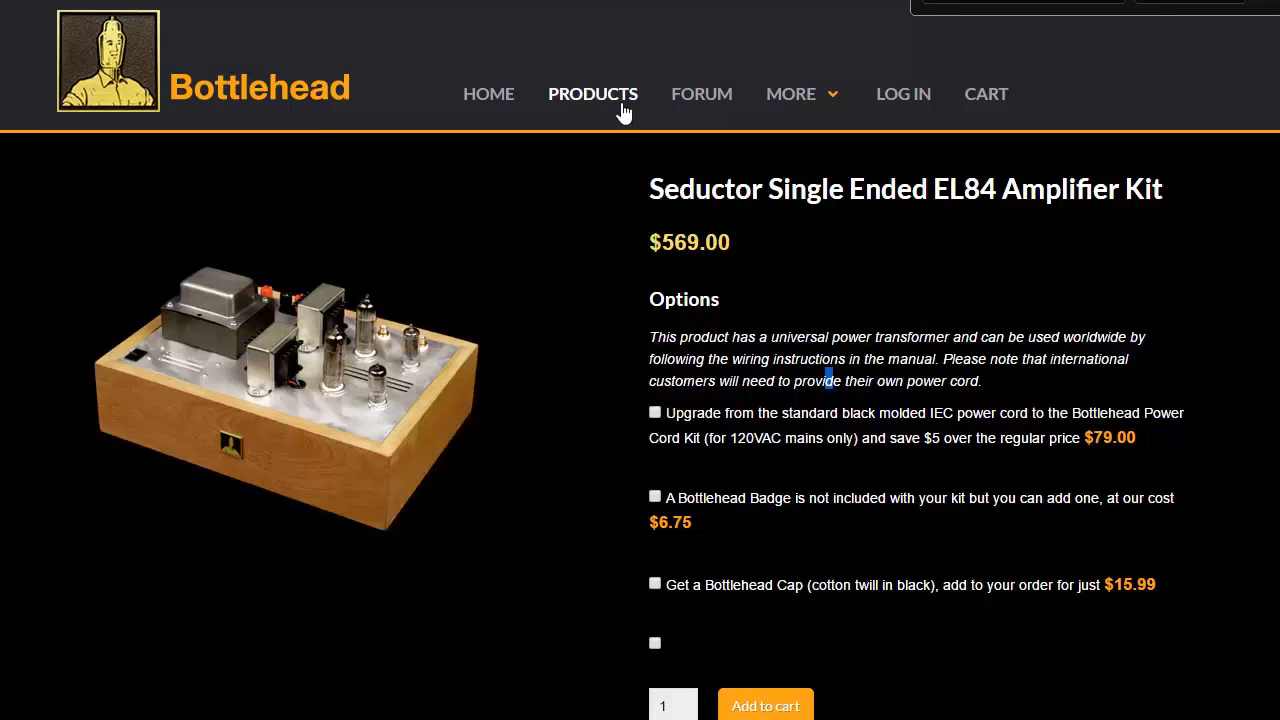 Bottlehead
HOME PRODUCTS FORUM MORE LOG IN CART
Seductor Single Ended EL84 Amplifier Kit
$569.00
Options
This product has a universal power transformer and can be used worldwide by
following the wiring instructions in the manual. Please note that international
customers will need to provide their own power cord.
Upgrade from the standard black molded IEC power cord to the Bottlehead Power
Cord Kit (for 120VAC mains only) and save $5 over the regular price $79.00
A Bottlehead Badge is not included with your kit but you can add one, at our cost
$6.75
Get a Bottlehead Cap (cotton twill in black), add to your order for just $15.99
1
Add to cart